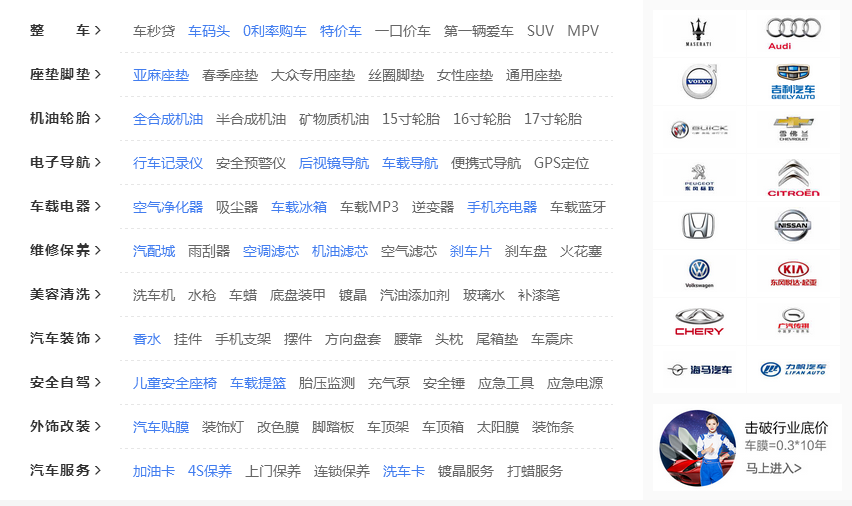 整 车 > 车秒贷 车码头 0利率购车 特价车 一口价车 第一辆爱车 SUV MPV
座垫脚垫 > 亚麻座垫 春季座垫 大众专用座垫 丝圈脚垫 女性座垫 通用座垫
机油轮胎 > 全合成机油 半合成机油 矿物质机油 15寸轮胎 16寸轮胎 17寸轮胎
电子导航 > 行车记录仪 安全预警仪 后视镜导航 车载导航 便携式导航 GPS定位
车载电器 > 空气净化器 吸尘器 车载冰箱 车载MP3 逆变器 手机充电器 车载蓝牙
维修保养 > 汽配城 雨刮器 空调滤芯 机油滤芯 空气滤芯 刹车片 刹车盘 火花塞
美容清洗 > 洗车机 水枪 车蜡 底盘装甲 镀晶 汽油添加剂 玻璃水 补漆笔
汽车装饰 > 香水 挂件 手机支架 摆件 方向盘套 腰靠 头枕 尾箱垫 车震床
安全自驾 > 儿童安全座椅 车载提篮 胎压监测 充气泵 安全锤 应急工具 应急电源
外饰改装 > 汽车贴膜 装饰灯 改色膜 脚踏板 车顶架 车顶箱 太阳膜 装饰条
汽车服务 > 加油卡 4S保养 上门保养 连锁保养 洗车卡 镀晶服务 打蜡服务
MASERATI Audi
VOLVO 吉利汽车
GEELY AUTO
BUICK 雪佛兰
CHEVROLET
PEUGEOT
东风标致 CITROËN
NISSAN
Volkswagen KIA
东风悦达·起亚
CHERY 广汽传祺
海马汽车 力帆汽车
LIFAN AUTO
击破行业底价
车膜=0.3*10年
马上进入>